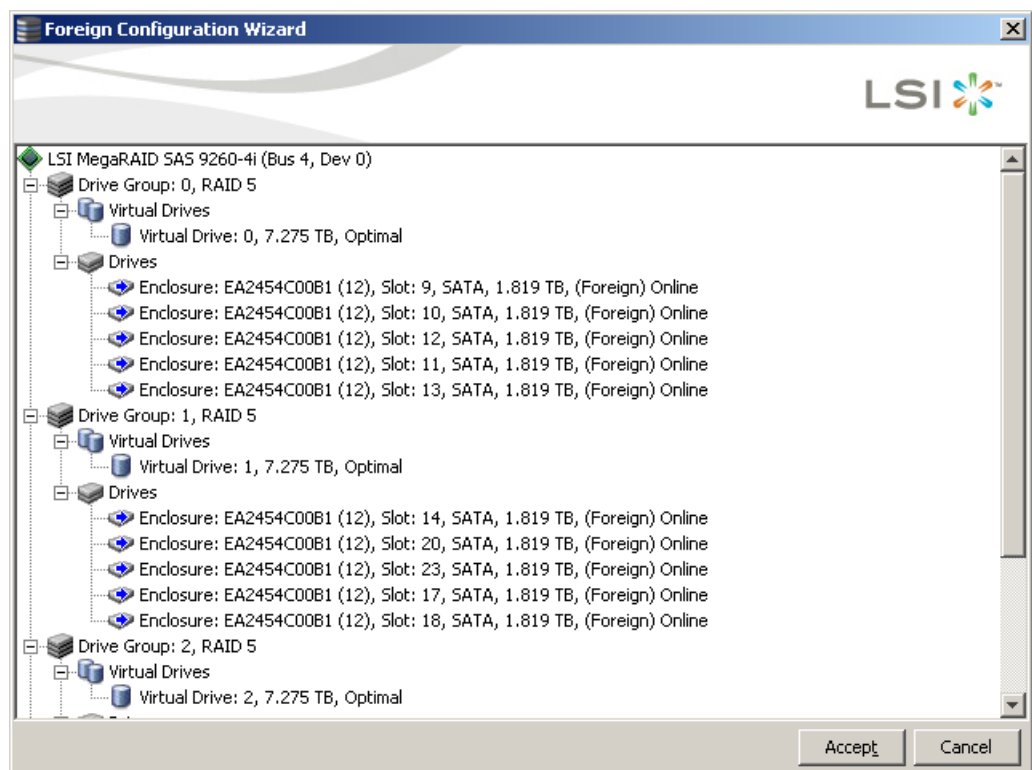 Foreign Configuration Wizard
LSI
LSI MegaRAID SAS 9260-4i (Bus 4, Dev 0)
Drive Group: 0, RAID 5
Virtual Drives
Virtual Drive: 0, 7.275 TB, Optimal
Drives
Enclosure: EA2454C00B1 (12), Slot: 9, SATA, 1.819 TB, (Foreign) Online
Enclosure: EA2454C00B1 (12), Slot: 10, SATA, 1.819 TB, (Foreign) Online
Enclosure: EA2454C00B1 (12), Slot: 12, SATA, 1.819 TB, (Foreign) Online
Enclosure: EA2454C00B1 (12), Slot: 11, SATA, 1.819 TB, (Foreign) Online
Enclosure: EA2454C00B1 (12), Slot: 13, SATA, 1.819 TB, (Foreign) Online
Drive Group: 1, RAID 5
Virtual Drives
Virtual Drive: 1, 7.275 TB, Optimal
Drives
Enclosure: EA2454C00B1 (12), Slot: 14, SATA, 1.819 TB, (Foreign) Online
Enclosure: EA2454C00B1 (12), Slot: 20, SATA, 1.819 TB, (Foreign) Online
Enclosure: EA2454C00B1 (12), Slot: 23, SATA, 1.819 TB, (Foreign) Online
Enclosure: EA2454C00B1 (12), Slot: 17, SATA, 1.819 TB, (Foreign) Online
Enclosure: EA2454C00B1 (12), Slot: 18, SATA, 1.819 TB, (Foreign) Online
Drive Group: 2, RAID 5
Virtual Drives
Virtual Drive: 2, 7.275 TB, Optimal
Accept Cancel